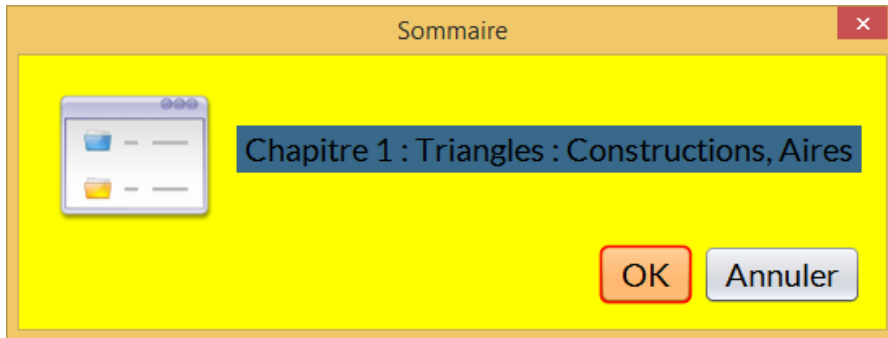 Sommaire
Chapitre 1 : Triangles : Constructions, Aires
OK Annuler